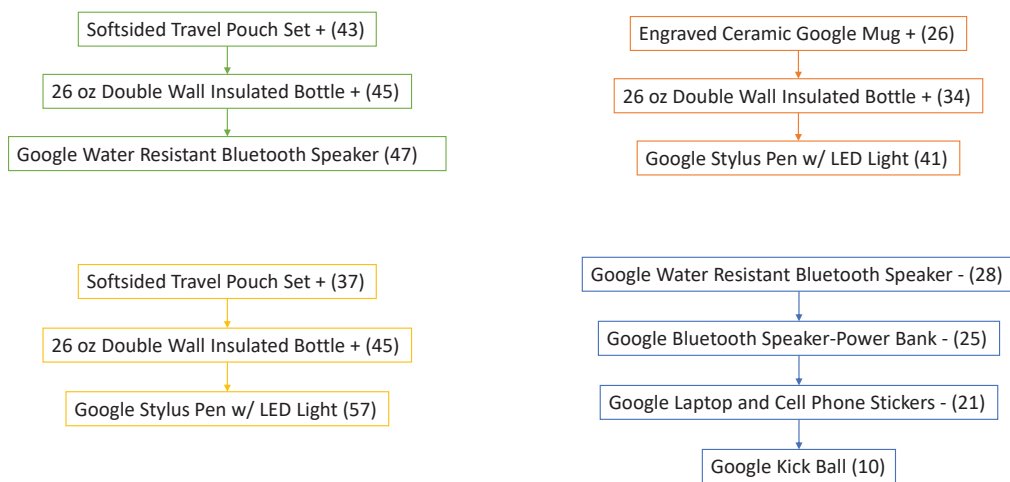 Softsided Travel Pouch Set + (43)
26 oz Double Wall Insulated Bottle + (45)
Google Water Resistant Bluetooth Speaker (47)
Engraved Ceramic Google Mug + (26)
26 oz Double Wall Insulated Bottle + (34)
Google Stylus Pen w/ LED Light (41)
Softsided Travel Pouch Set + (37)
26 oz Double Wall Insulated Bottle + (45)
Google Stylus Pen w/ LED Light (57)
Google Water Resistant Bluetooth Speaker - (28)
Google Bluetooth Speaker-Power Bank - (25)
Google Laptop and Cell Phone Stickers - (21)
Google Kick Ball (10)